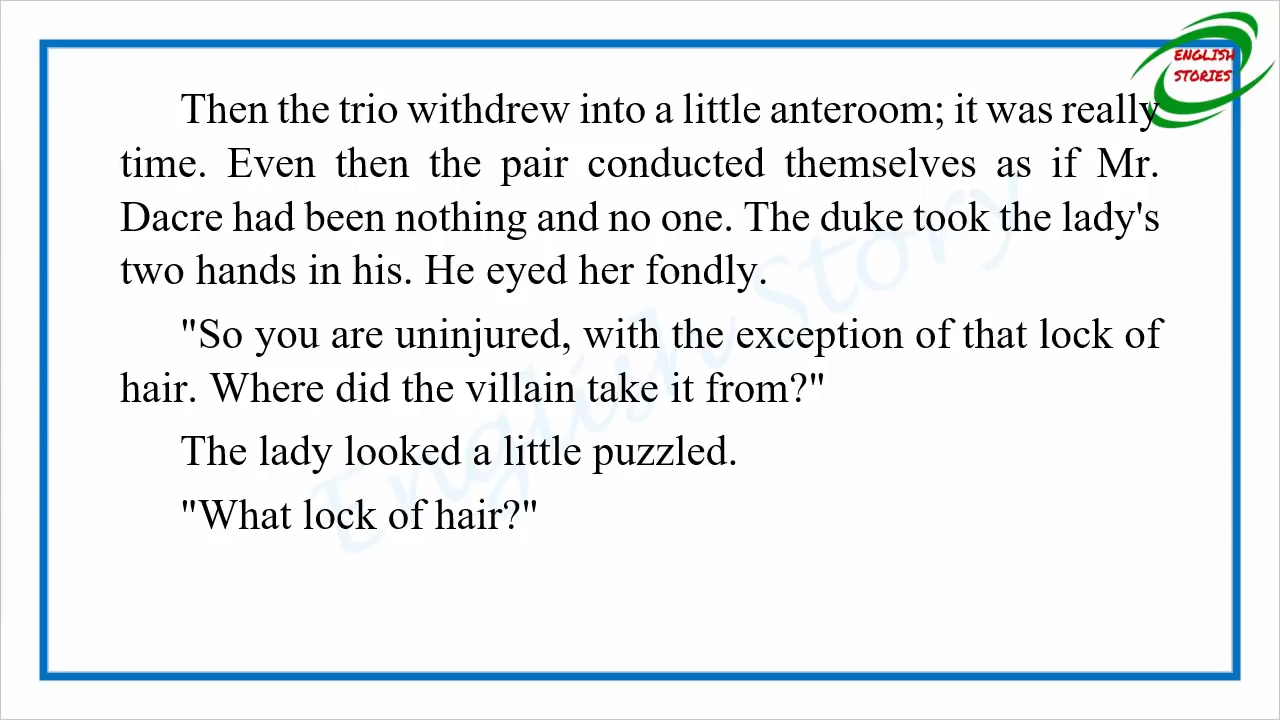 ENGLISH
STORIES
Then the trio withdrew into a little anteroom; it was really
time. Even then the pair conducted themselves as if Mr.
Dacre had been nothing and no one. The duke took the lady's
two hands in his. He eyed her fondly.
"So you are uninjured, with the exception of that lock of
hair. Where did the villain take it from?"
The lady looked a little puzzled.
"What lock of hair?"
English Story